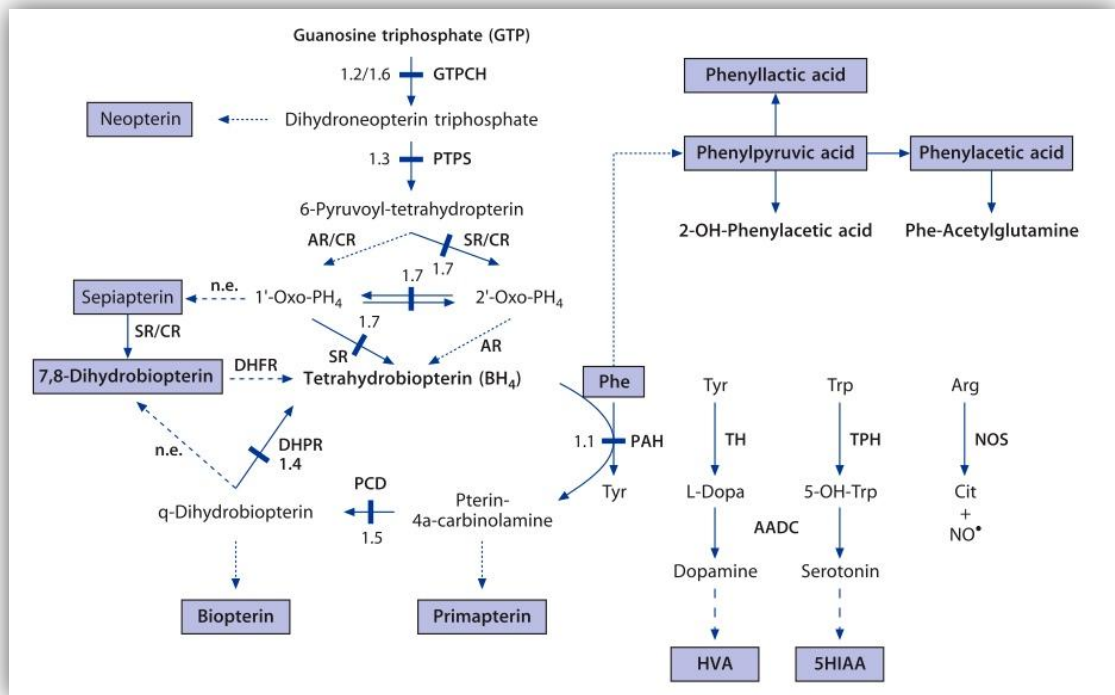 Guanosine triphosphate (GTP)
1.2/1.6 GTPCH
Phenyllactic acid
Neopterin
Dihydroneopterin triphosphate
1.3 PTPS
Phenylpyruvic acid
Phenylacetic acid
6-Pyruvoyl-tetrahydropterin
2-OH-Phenylacetic acid
Phe-Acetylglutamine
AR/CR
SR/CR
1.7
1.7
n.e.
Sepiapterin
1'-Oxo-PH4
2'-Oxo-PH4
SR/CR
1.7
SR
AR
7,8-Dihydrobiopterin
DHFR
Tetrahydrobiopterin (BH4)
Phe
Tyr
Trp
Arg
n.e.
DHPR
1.4
1.1 PAH
TH
TPH
NOS
PCD
q-Dihydrobiopterin
1.5
Pterin-
4a-carbinolamine
Tyr
L-Dopa
5-OH-Trp
Cit
+
NO•
AADC
Dopamine
Serotonin
Biopterin
Primapterin
HVA
5HIAA